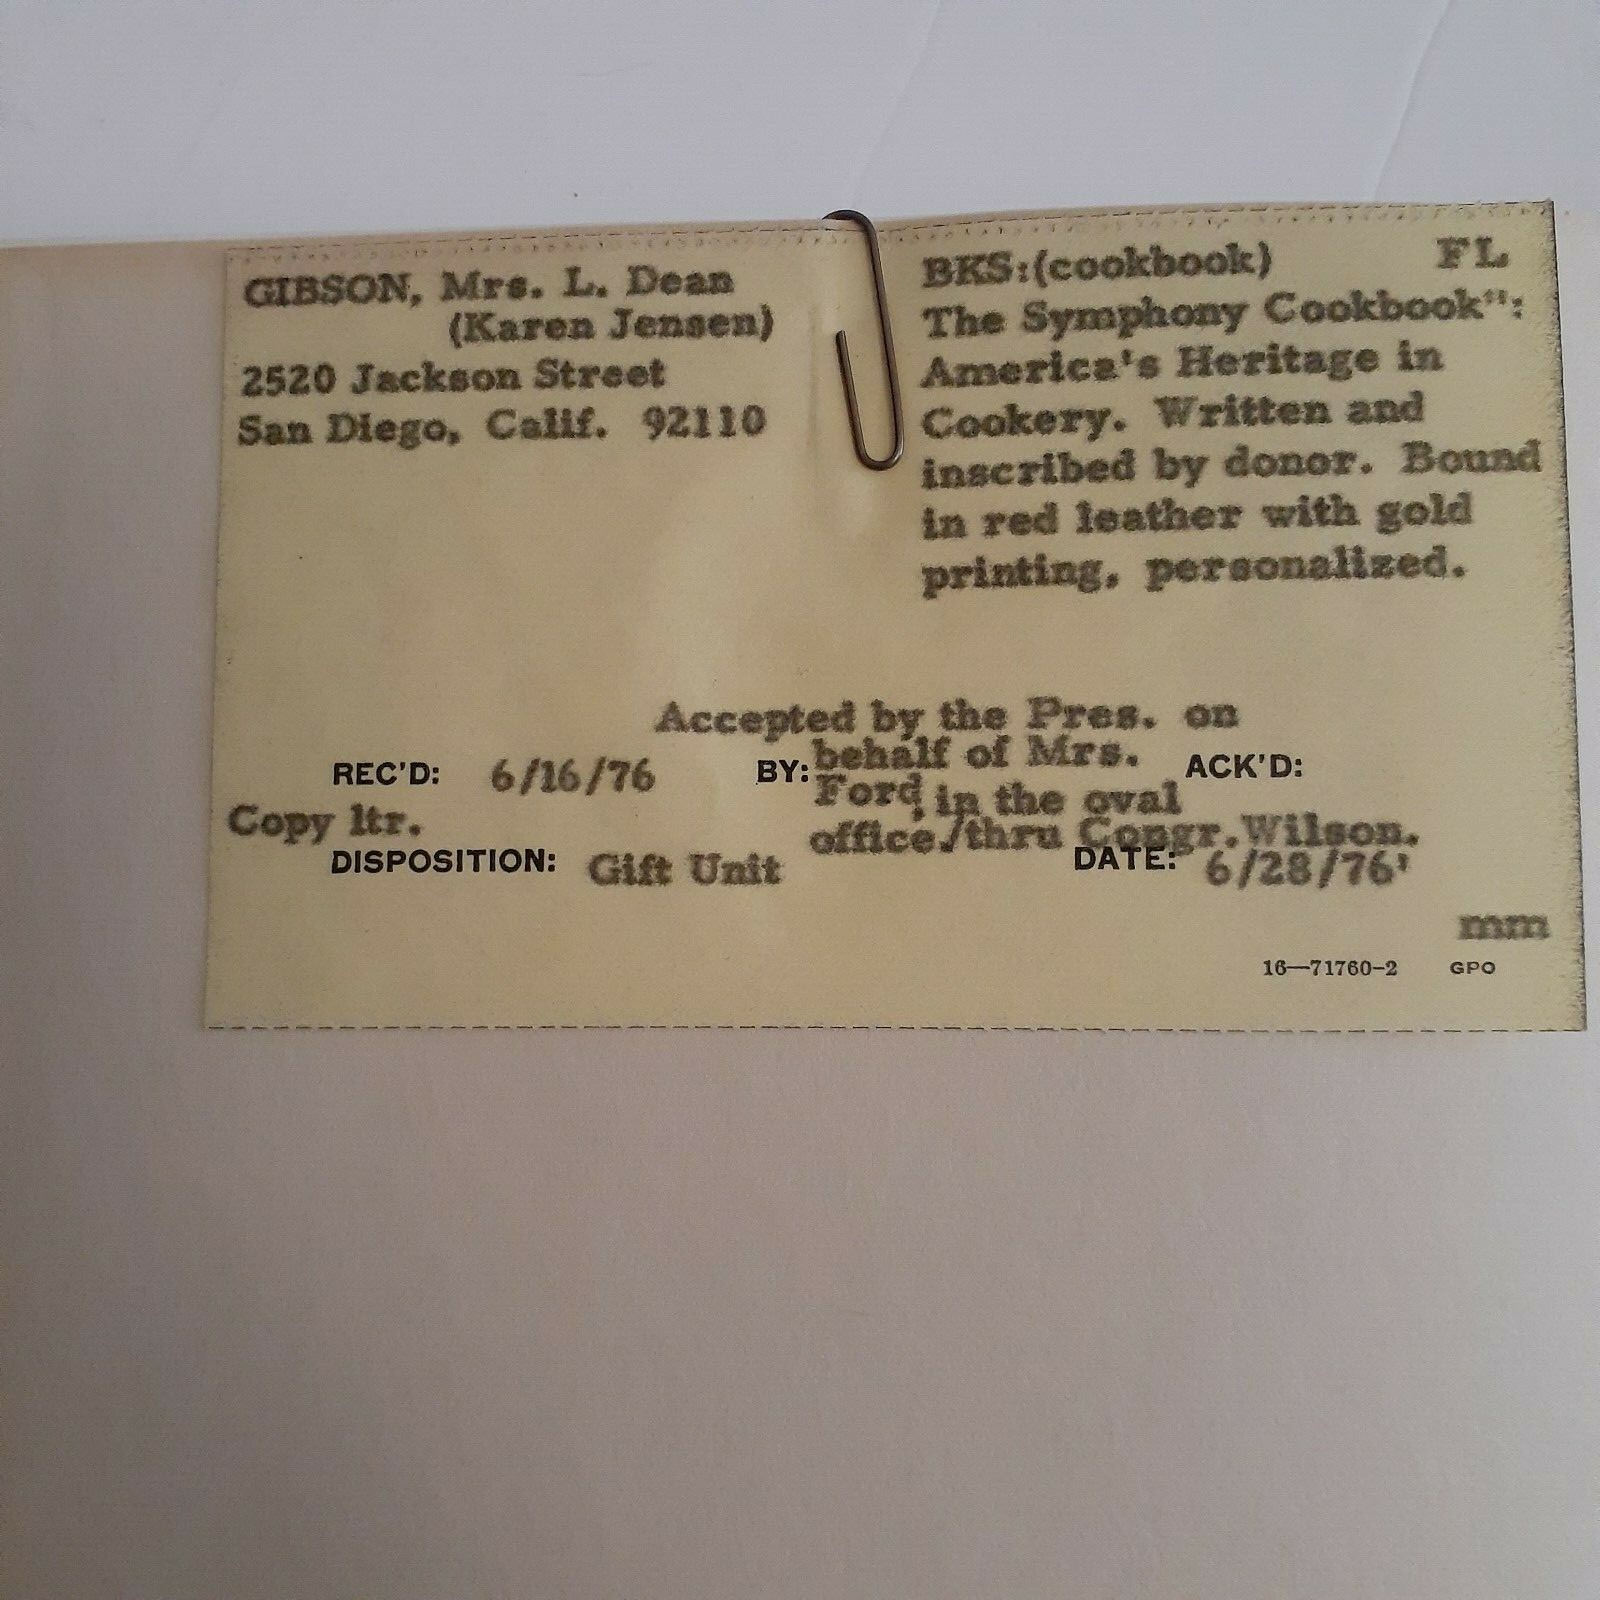 GIBSON, Mrs. L. Dean
(Karen Jensen)
2520 Jackson Street
San Diego, Calif. 92110
BKS:(cookbook) FL
The Symphony Cookbook":
America's Heritage in
Cookery. Written and
inscribed by donor. Bound
in red leather with gold
printing, personalized.
Accepted by the Pres. on
behalf of Mrs.
REC'D: 6/16/76 BY: ACK'D:
Ford, in the oval
Copy ltr.
office./thru Congr.Wilson.
DISPOSITION: Gift Unit DATE: 6/28/76'
mm
16—71760-2 GPO